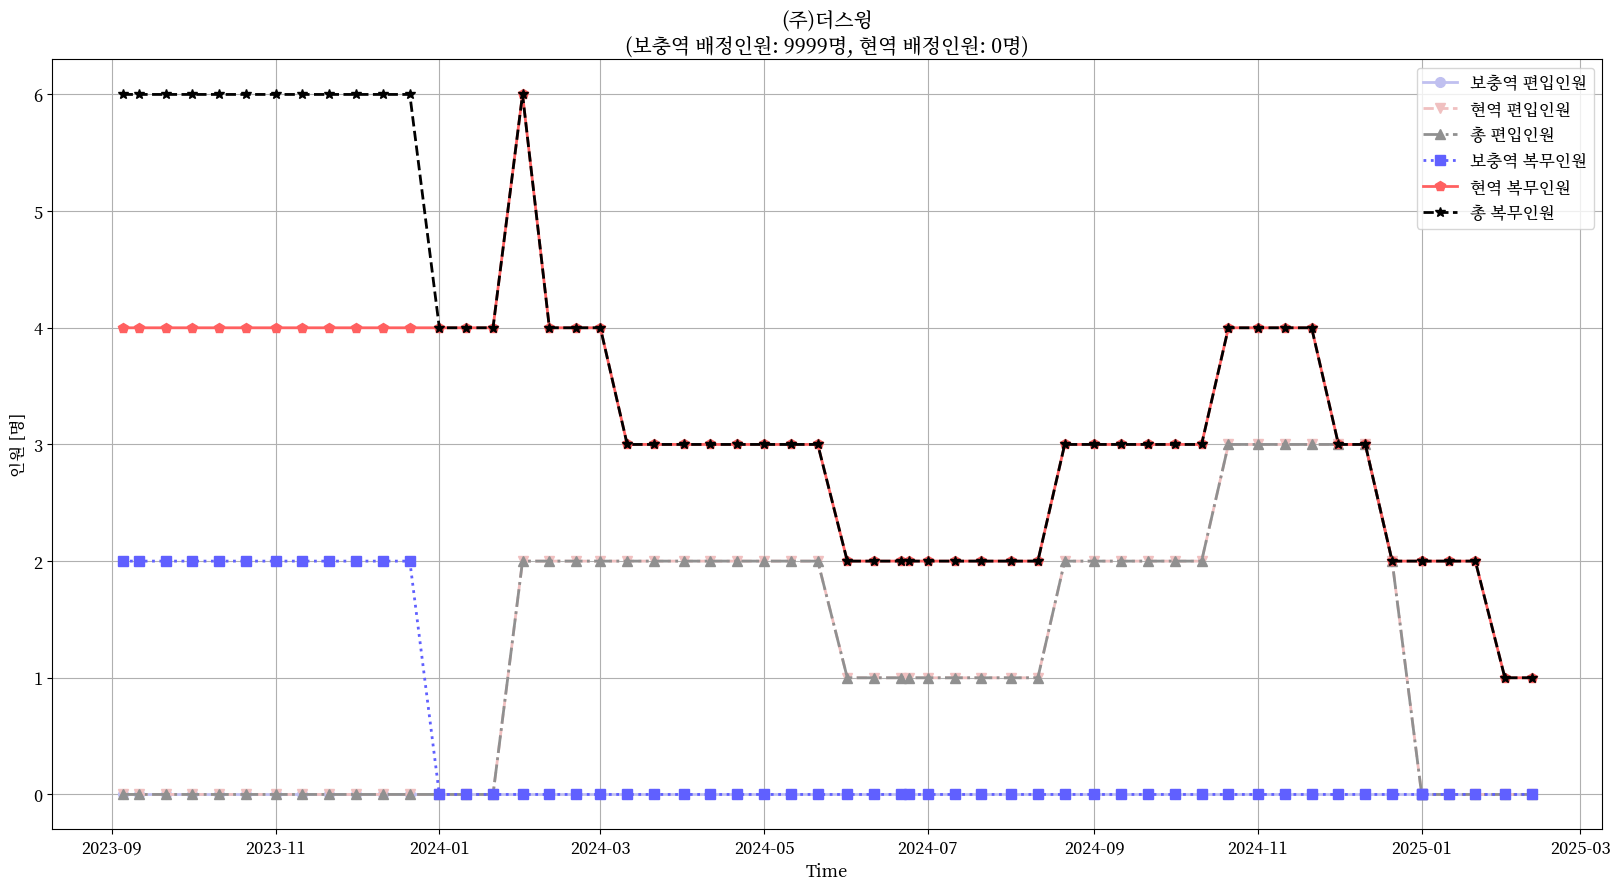 (주)더스윙
(보충역 배정인원: 9999명, 현역 배정인원: 0명)
보충역 편입인원
현역 편입인원
총 편입인원
보충역 복무인원
현역 복무인원
총 복무인원
인원 [명]
6
5
4
3
2
1
0
2023-09
2023-11
2024-01
2024-03
2024-05
2024-07
2024-09
2024-11
2025-01
2025-03
Time